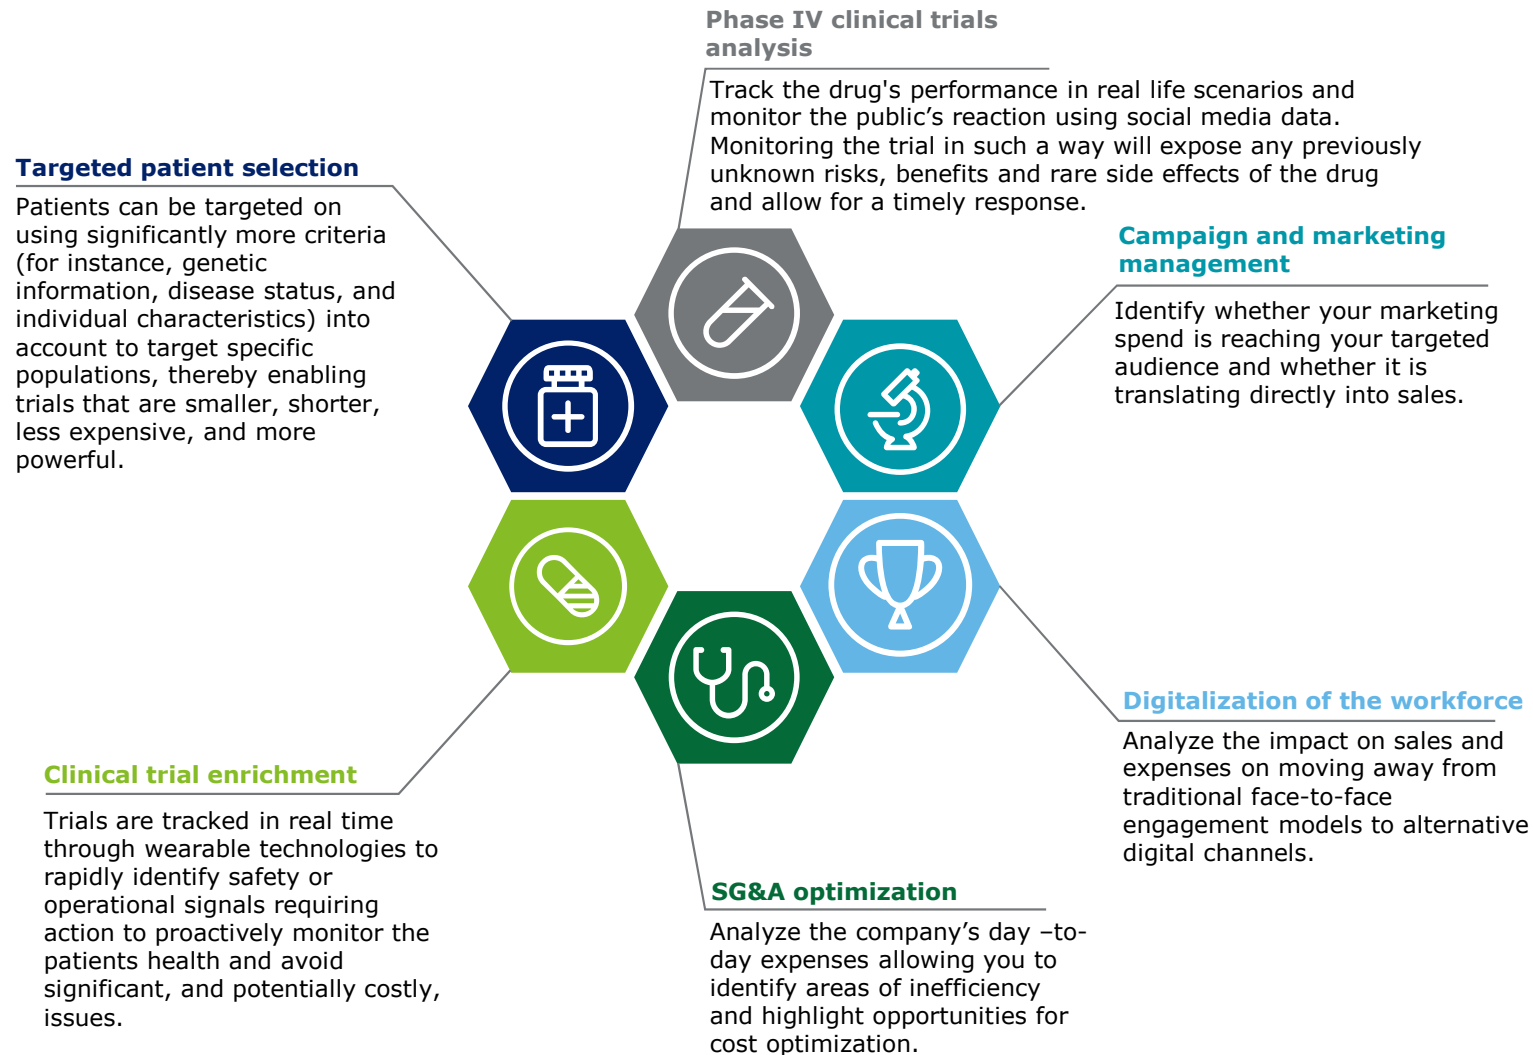 Phase IV clinical trials
analysis
Track the drug's performance in real life scenarios and
monitor the public’s reaction using social media data.
Monitoring the trial in such a way will expose any previously
unknown risks, benefits and rare side effects of the drug
and allow for a timely response.
Targeted patient selection
Patients can be targeted on
using significantly more criteria
(for instance, genetic
information, disease status, and
individual characteristics) into
account to target specific
populations, thereby enabling
trials that are smaller, shorter,
less expensive, and more
powerful.
Campaign and marketing
management
Identify whether your marketing
spend is reaching your targeted
audience and whether it is
translating directly into sales.
Digitalization of the workforce
Analyze the impact on sales and
expenses on moving away from
traditional face-to-face
engagement models to alternative
digital channels.
Clinical trial enrichment
Trials are tracked in real time
through wearable technologies to
rapidly identify safety or
operational signals requiring
action to proactively monitor the
patients health and avoid
significant, and potentially costly,
issues.
SG&A optimization
Analyze the company’s day –to-
day expenses allowing you to
identify areas of inefficiency
and highlight opportunities for
cost optimization.